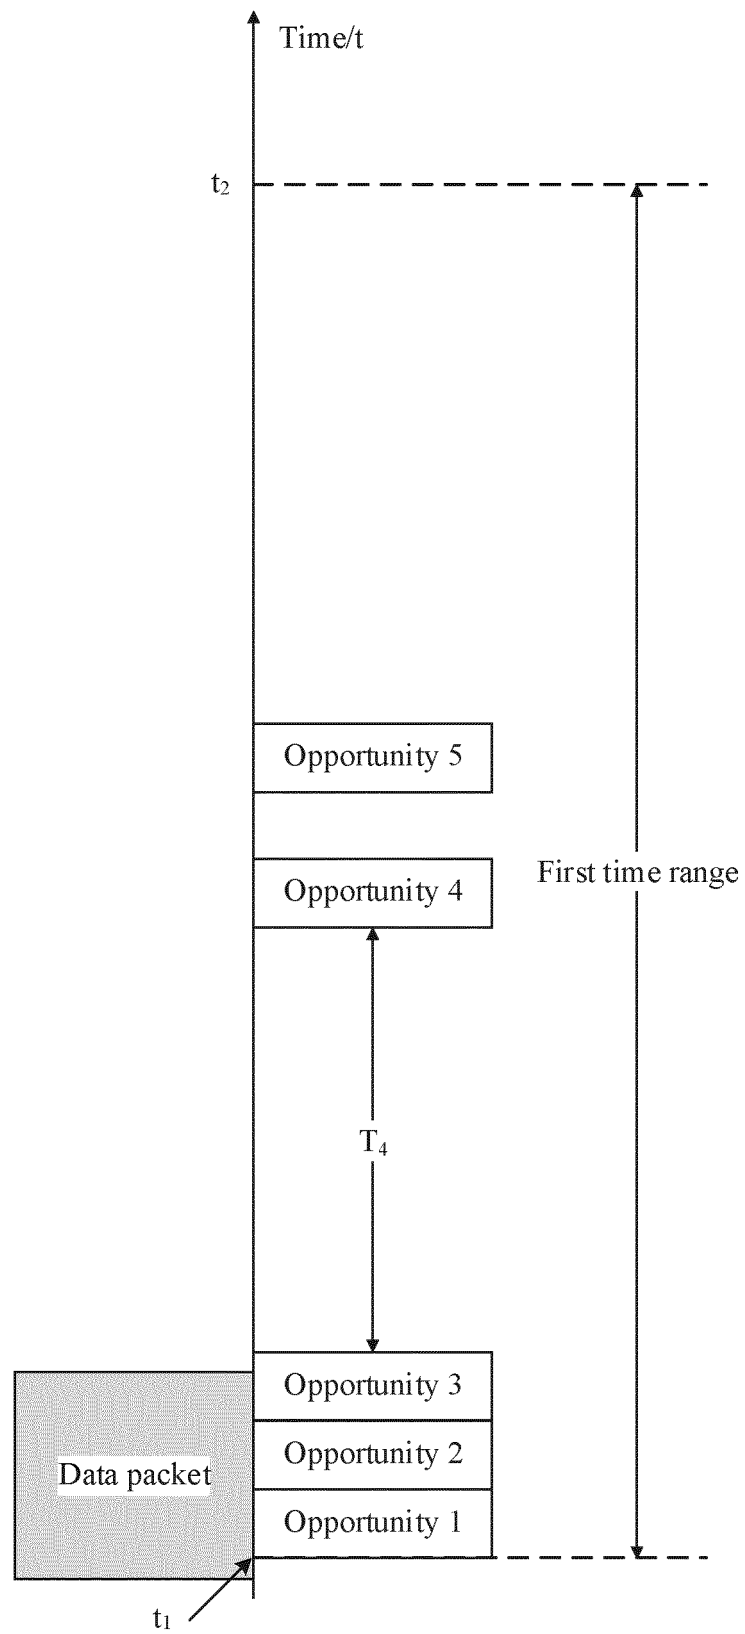 Time/t
t₂
Opportunity 5
Opportunity 4
First time range
T₄
Opportunity 3
Opportunity 2
Data packet
Opportunity 1
t₁